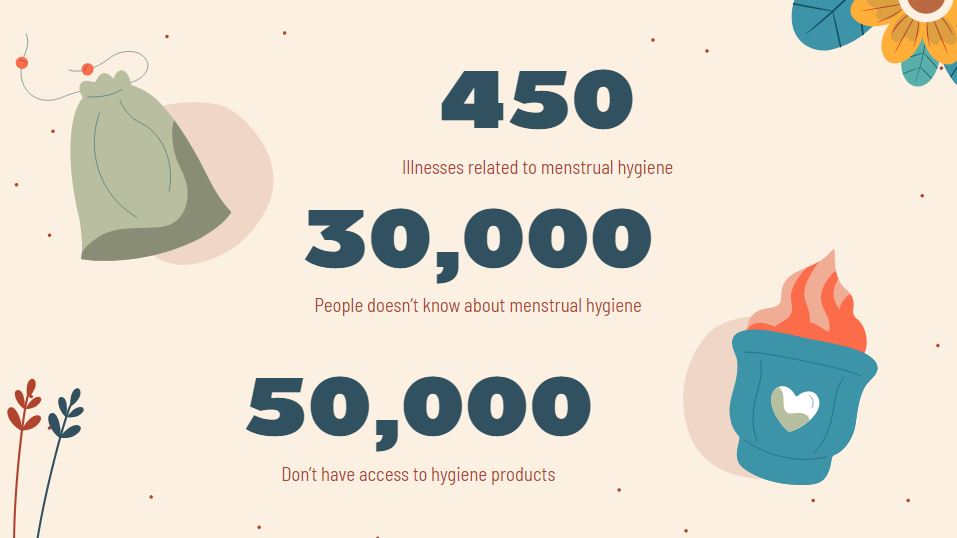 450
Illnesses related to menstrual hygiene
30,000
People doesn’t know about menstrual hygiene
50,000
Don’t have access to hygiene products